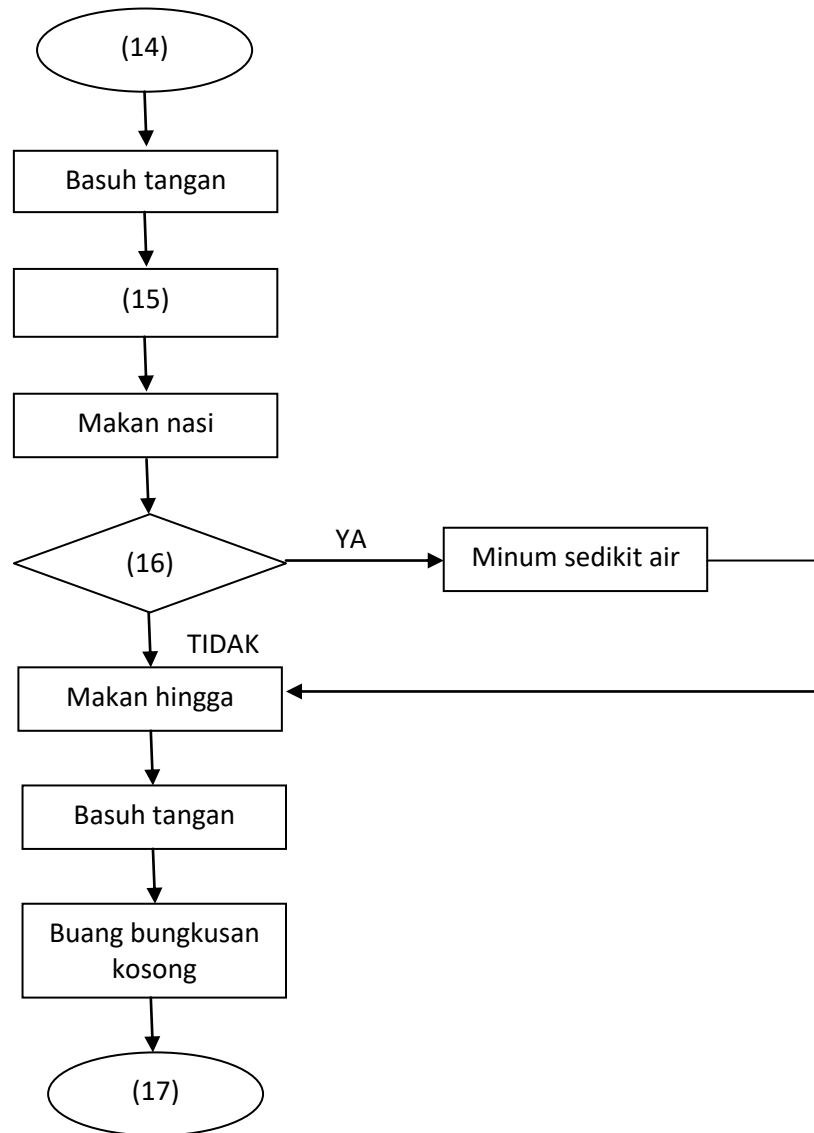 (14)
Basuh tangan
(15)
Makan nasi
(16)
YA
Minum sedikit air
TIDAK
Makan hingga
Basuh tangan
Buang bungkusan
kosong
(17)